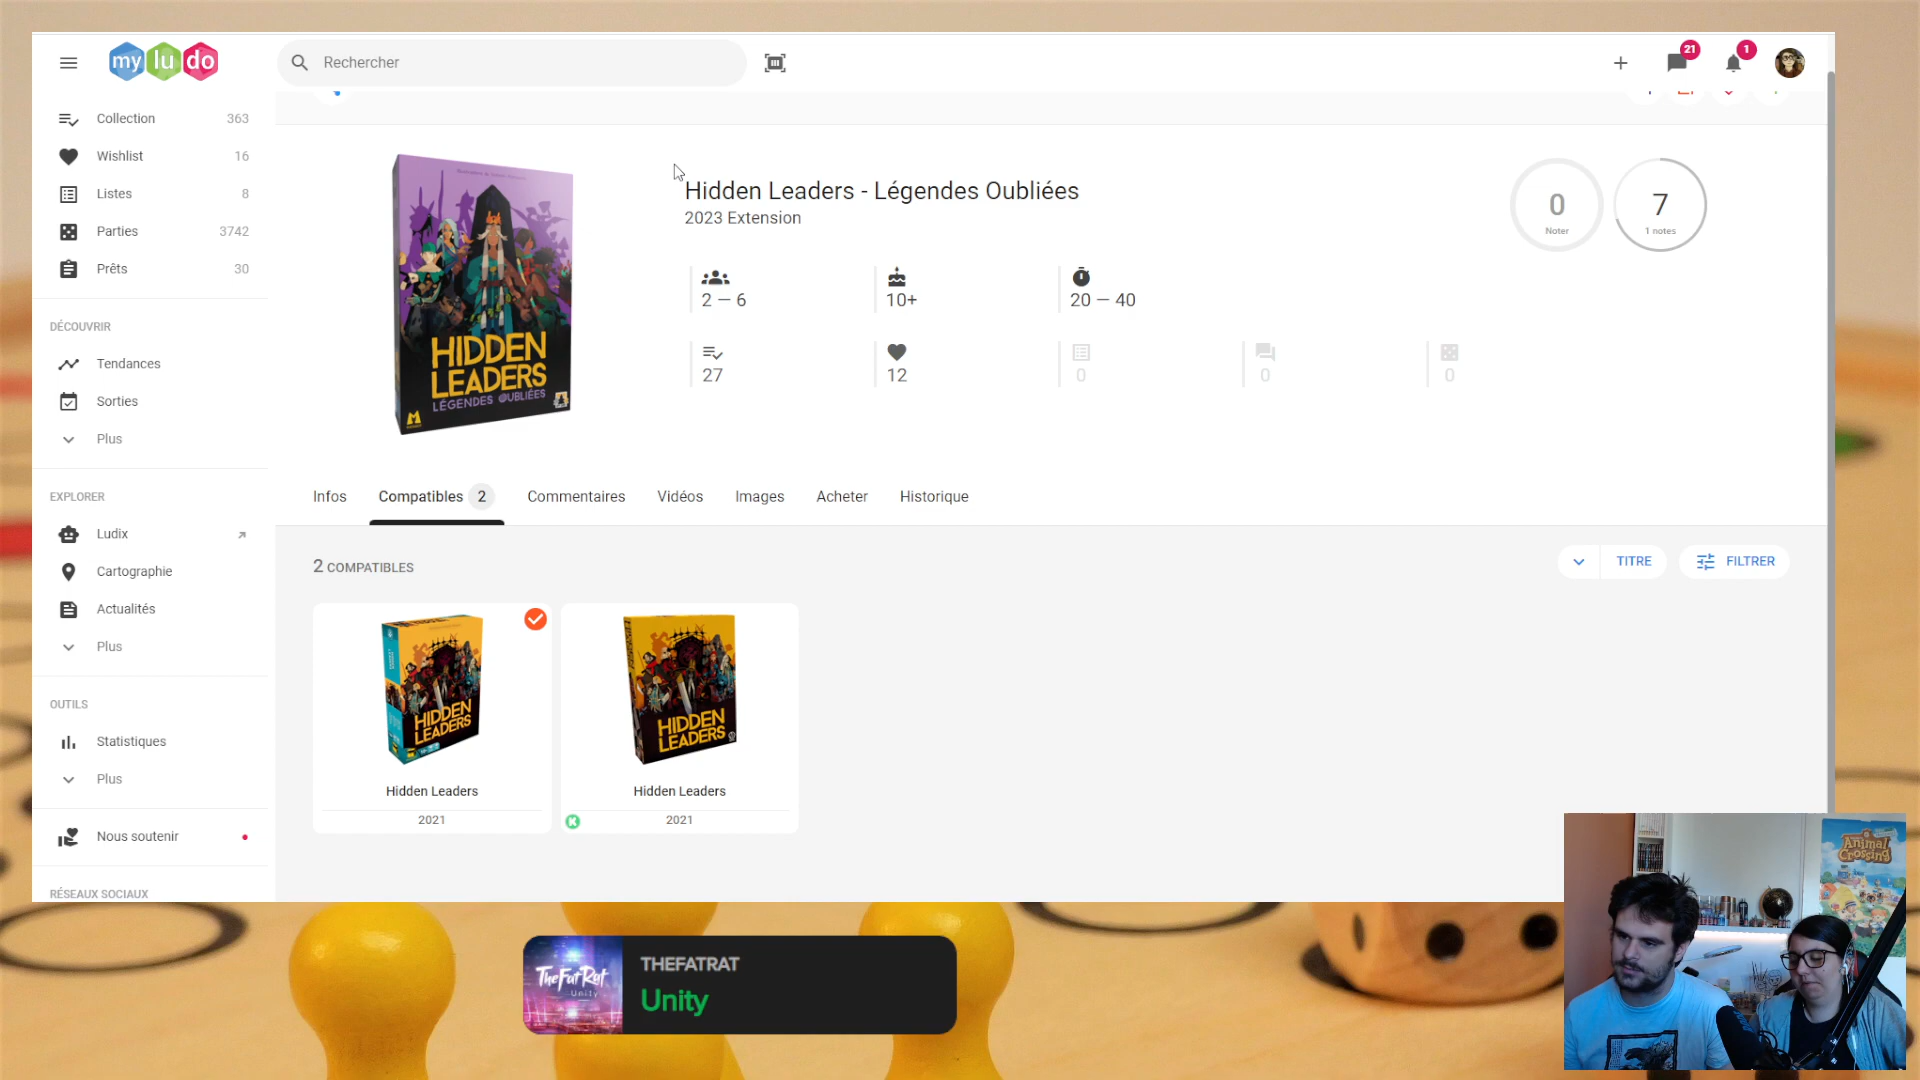 my lu do
Rechercher
21
1
Collection 363
Wishlist 16
Listes 8
Parties 3742
Prêts 30
DÉCOUVRIR
Tendances
Sorties
Plus
EXPLORER
Ludix
Cartographie
Actualités
Plus
OUTILS
Statistiques
Plus
Nous soutenir
RÉSEAUX SOCIAUX
HIDDEN
LEADERS
LÉGENDES OUBLIÉES
Hidden Leaders - Légendes Oubliées
2023 Extension
0
Noter
7
1 notes
2 — 6
10+
20 — 40
27
12
0
0
0
Infos
Compatibles 2
Commentaires
Vidéos
Images
Acheter
Historique
2 COMPATIBLES
TITRE
FILTRER
HIDDEN
LEADERS
Hidden Leaders
2021
HIDDEN
LEADERS
Hidden Leaders
K
2021
TheFatRat
Unity
THEFATRAT
Unity
Animal
Crossing